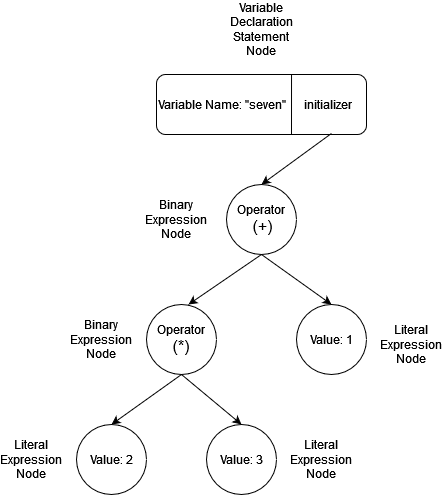 Variable
Declaration
Statement
Node
Variable Name: "seven"
initializer
Binary
Expression
Node
Operator
(+)
Binary
Expression
Node
Operator
(*)
Value: 1
Literal
Expression
Node
Literal
Expression
Node
Value: 2
Value: 3
Literal
Expression
Node